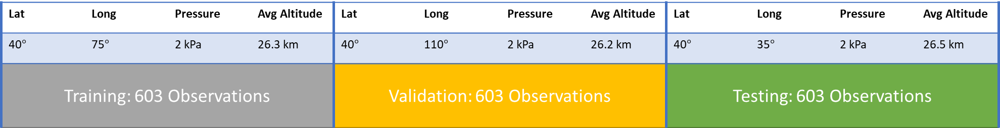 Lat Long Pressure Avg Altitude Lat Long Pressure Avg Altitude Lat Long Pressure Avg Altitude
40° 75° 2 kPa 26.3 km 40° 110° 2 kPa 26.2 km 40° 35° 2 kPa 26.5 km
Training: 603 Observations Validation: 603 Observations Testing: 603 Observations